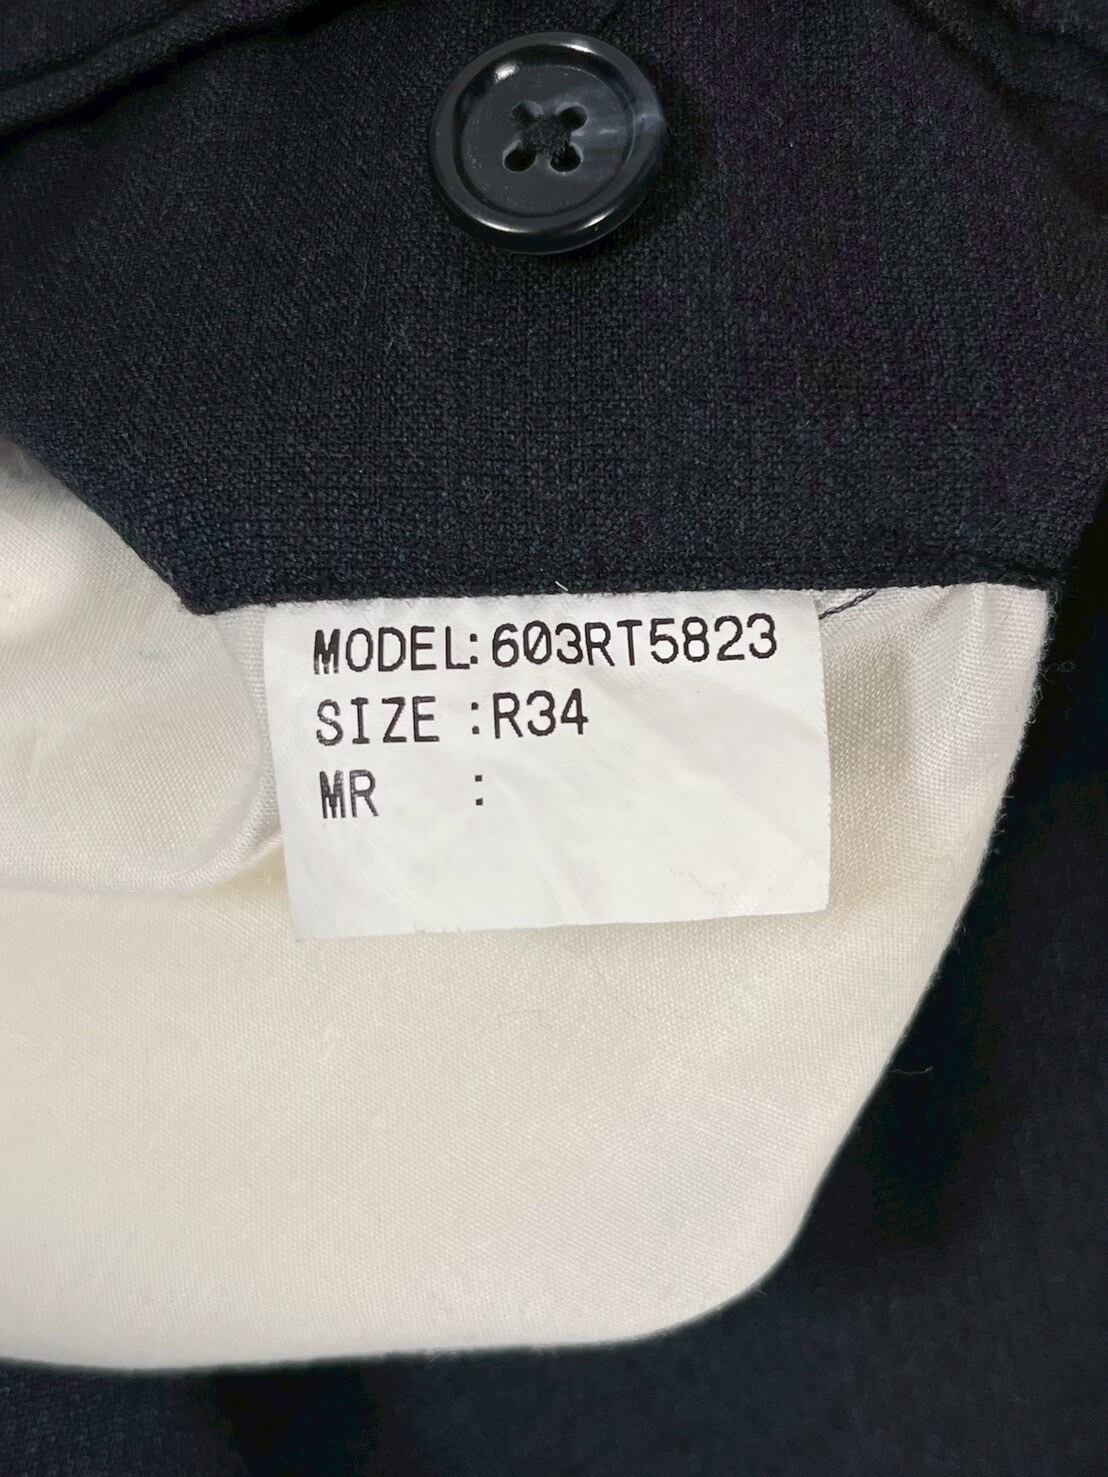 MODEL:603RT5823
SIZE :R34
MR :